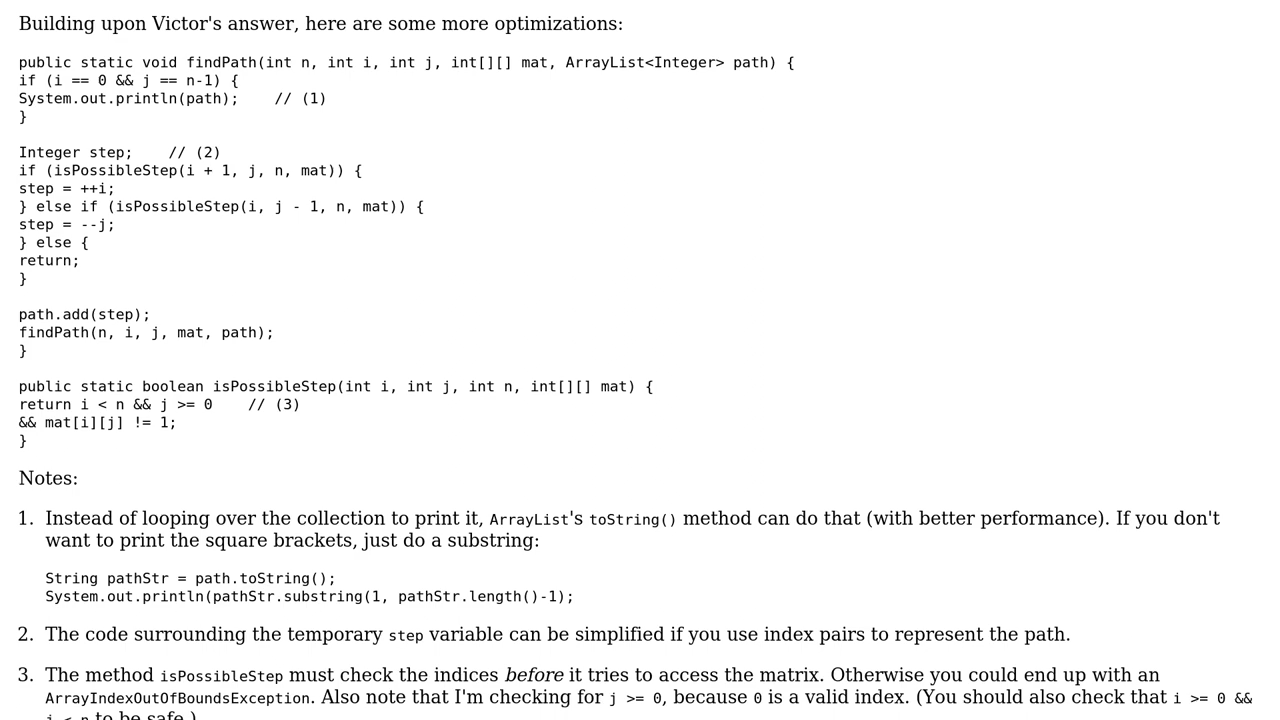 Building upon Victor's answer, here are some more optimizations:
public static void findPath(int n, int i, int j, int[][] mat, ArrayList<Integer> path) {
if (i == 0 && j == n-1) {
System.out.println(path);    // (1)
}
Integer step;    // (2)
if (isPossibleStep(i + 1, j, n, mat)) {
step = ++i;
} else if (isPossibleStep(i, j - 1, n, mat)) {
step = --j;
} else {
return;
}
path.add(step);
findPath(n, i, j, mat, path);
}
public static boolean isPossibleStep(int i, int j, int n, int[][] mat) {
return i < n && j >= 0    // (3)
&& mat[i][j] != 1;
}
Notes:
1. Instead of looping over the collection to print it, ArrayList's toString() method can do that (with better performance). If you don't
want to print the square brackets, just do a substring:
String pathStr = path.toString();
System.out.println(pathStr.substring(1, pathStr.length()-1);
2. The code surrounding the temporary step variable can be simplified if you use index pairs to represent the path.
3. The method isPossibleStep must check the indices before it tries to access the matrix. Otherwise you could end up with an
ArrayIndexOutOfBoundsException. Also note that I'm checking for j >= 0, because 0 is a valid index. (You should also check that i >= 0 &&
< n to be safe.)